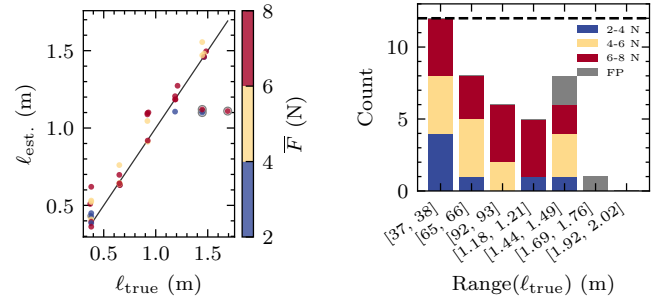 1.5
1.0
0.5
ℓest. (m)
0.5 1.0 1.5
ℓtrue (m)
8
6
4
2
F̅ (N)
10
5
0
Count
2-4 N
4-6 N
6-8 N
FP
[37, 38]
[65, 66]
[92, 93]
[1.18, 1.21]
[1.44, 1.49]
[1.69, 1.76]
[1.92, 2.02]
Range(ℓtrue) (m)